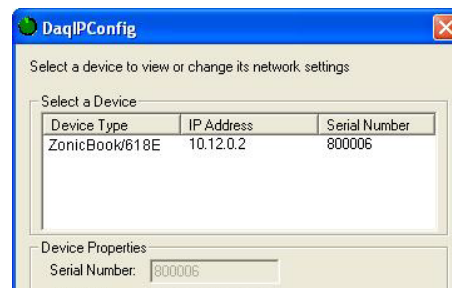 DaqIPConfig
Select a device to view or change its network settings
Select a Device
Device Type IP Address Serial Number
ZonicBook/618E 10.12.0.2 800006
Device Properties
Serial Number: 800006